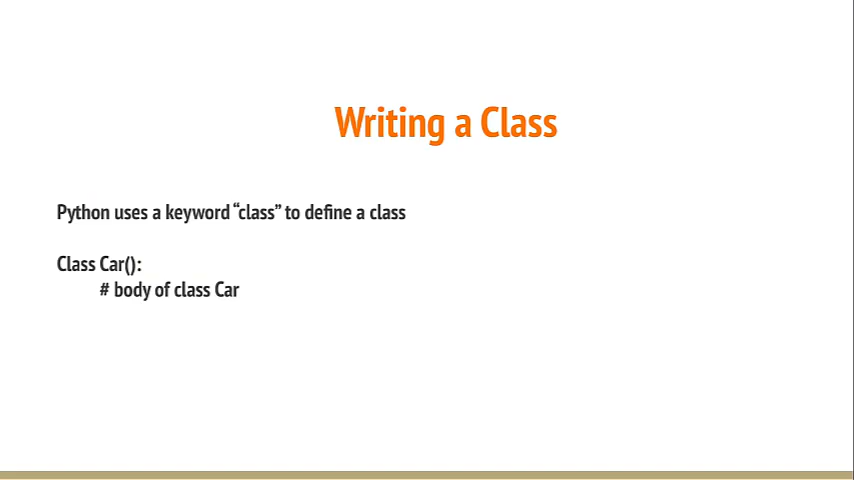 Writing a Class
Python uses a keyword “class” to define a class
Class Car():
# body of class Car